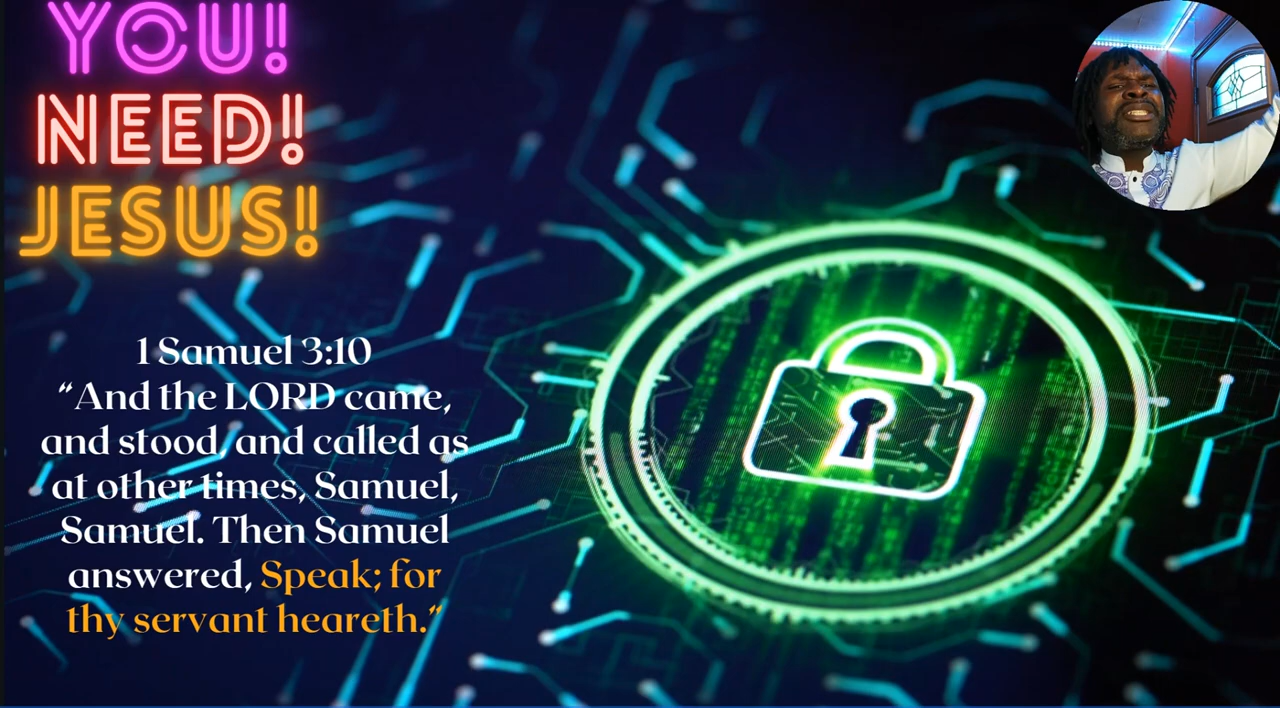 YOU!
NEED!
JESUS!
1 Samuel 3:10
“And the LORD came,
and stood, and called as
at other times, Samuel,
Samuel. Then Samuel
answered, Speak; for
thy servant heareth.”